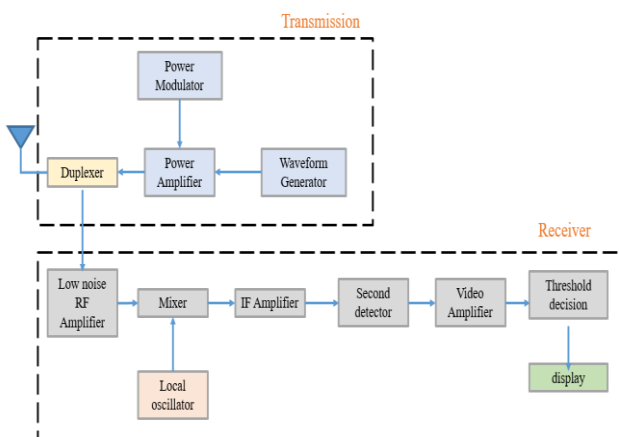 Transmission
Power
Modulator
Duplexer
Power
Amplifier
Waveform
Generator
Receiver
Low noise
RF
Amplifier
Mixer
IF Amplifier
Second
detector
Video
Amplifier
Threshold
decision
Local
oscillator
display